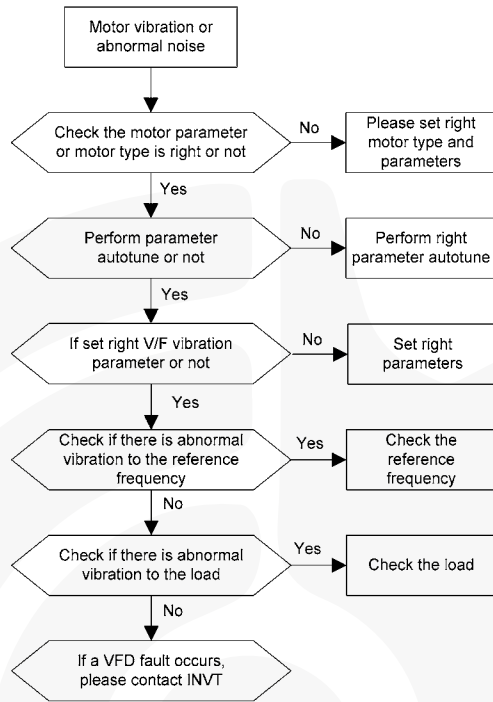 Motor vibration or
abnormal noise
Check the motor parameter
or motor type is right or not
No
Please set right
motor type and
parameters
Yes
Perform parameter
autotune or not
No
Perform right
parameter autotune
Yes
If set right V/F vibration
parameter or not
No
Set right
parameters
Yes
Check if there is abnormal
vibration to the reference
frequency
Yes
Check the
reference
frequency
No
Check if there is abnormal
vibration to the load
Yes
Check the load
No
If a VFD fault occurs,
please contact INVT